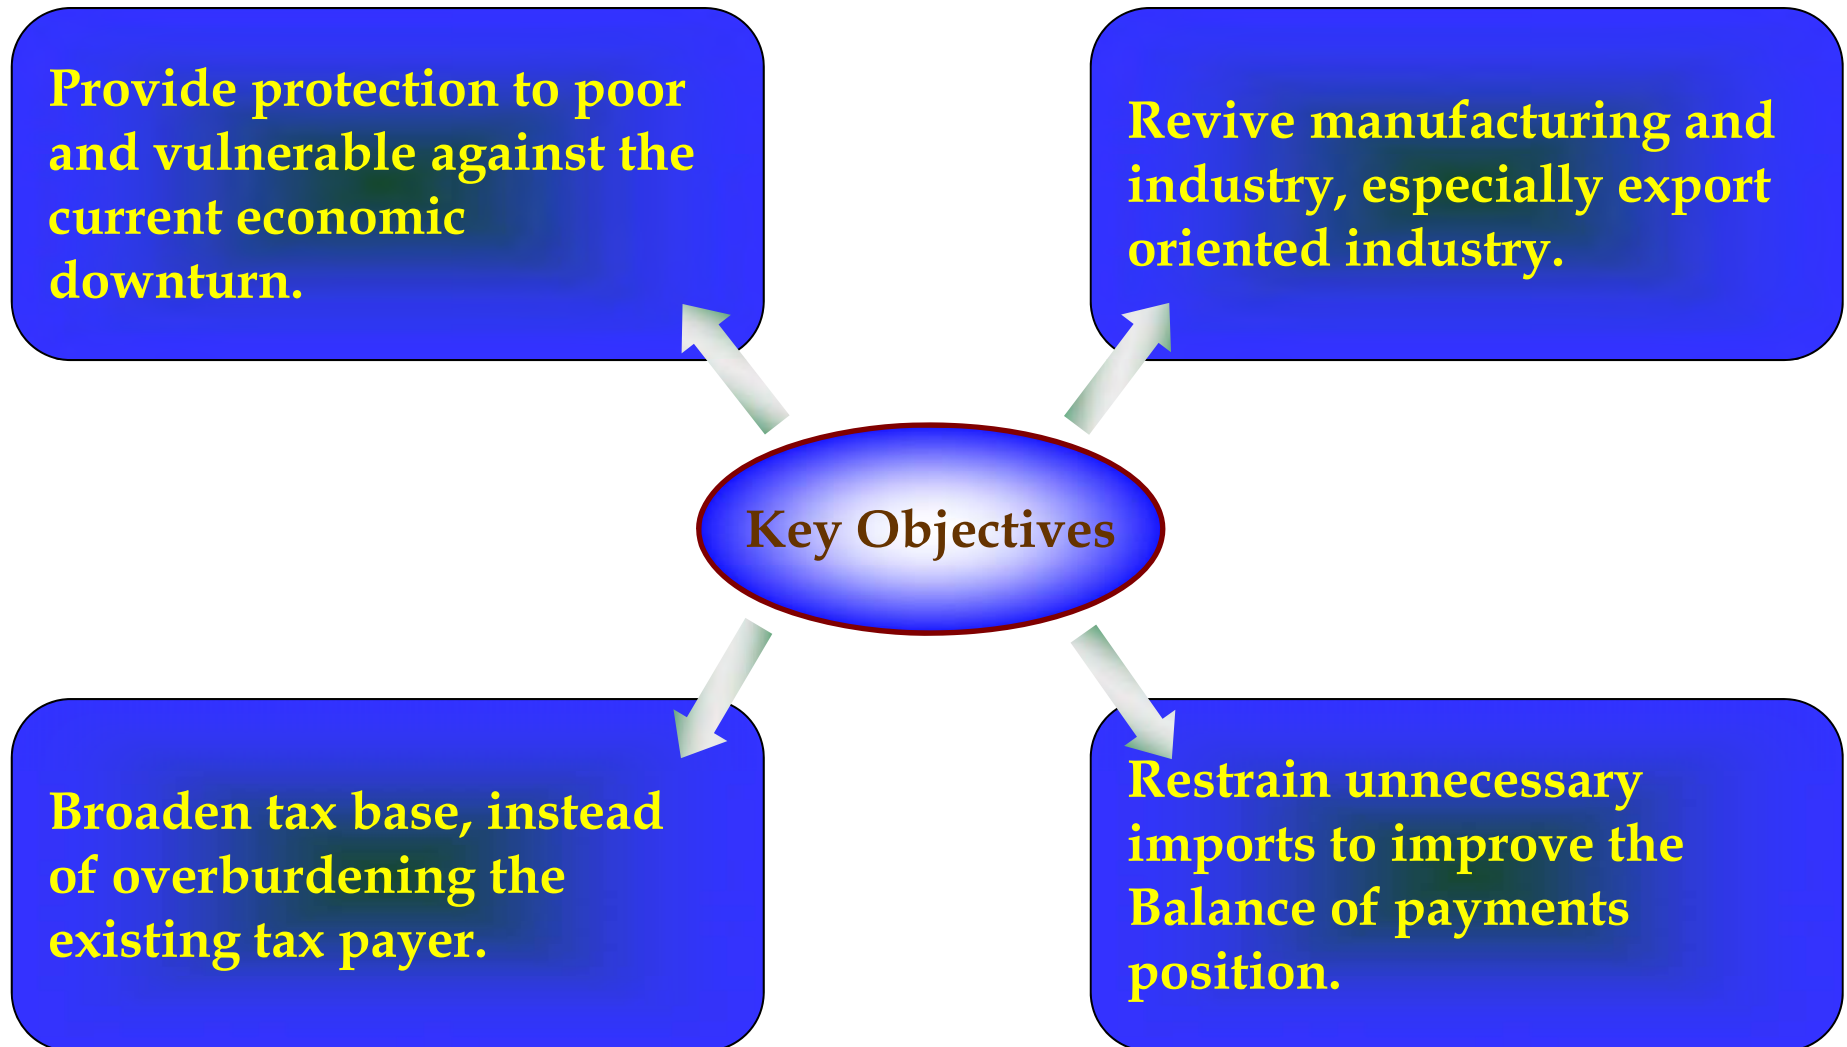 Provide protection to poor
and vulnerable against the
current economic
downturn.
Revive manufacturing and
industry, especially export
oriented industry.
Key Objectives
Broaden tax base, instead
of overburdening the
existing tax payer.
Restrain unnecessary
imports to improve the
Balance of payments
position.